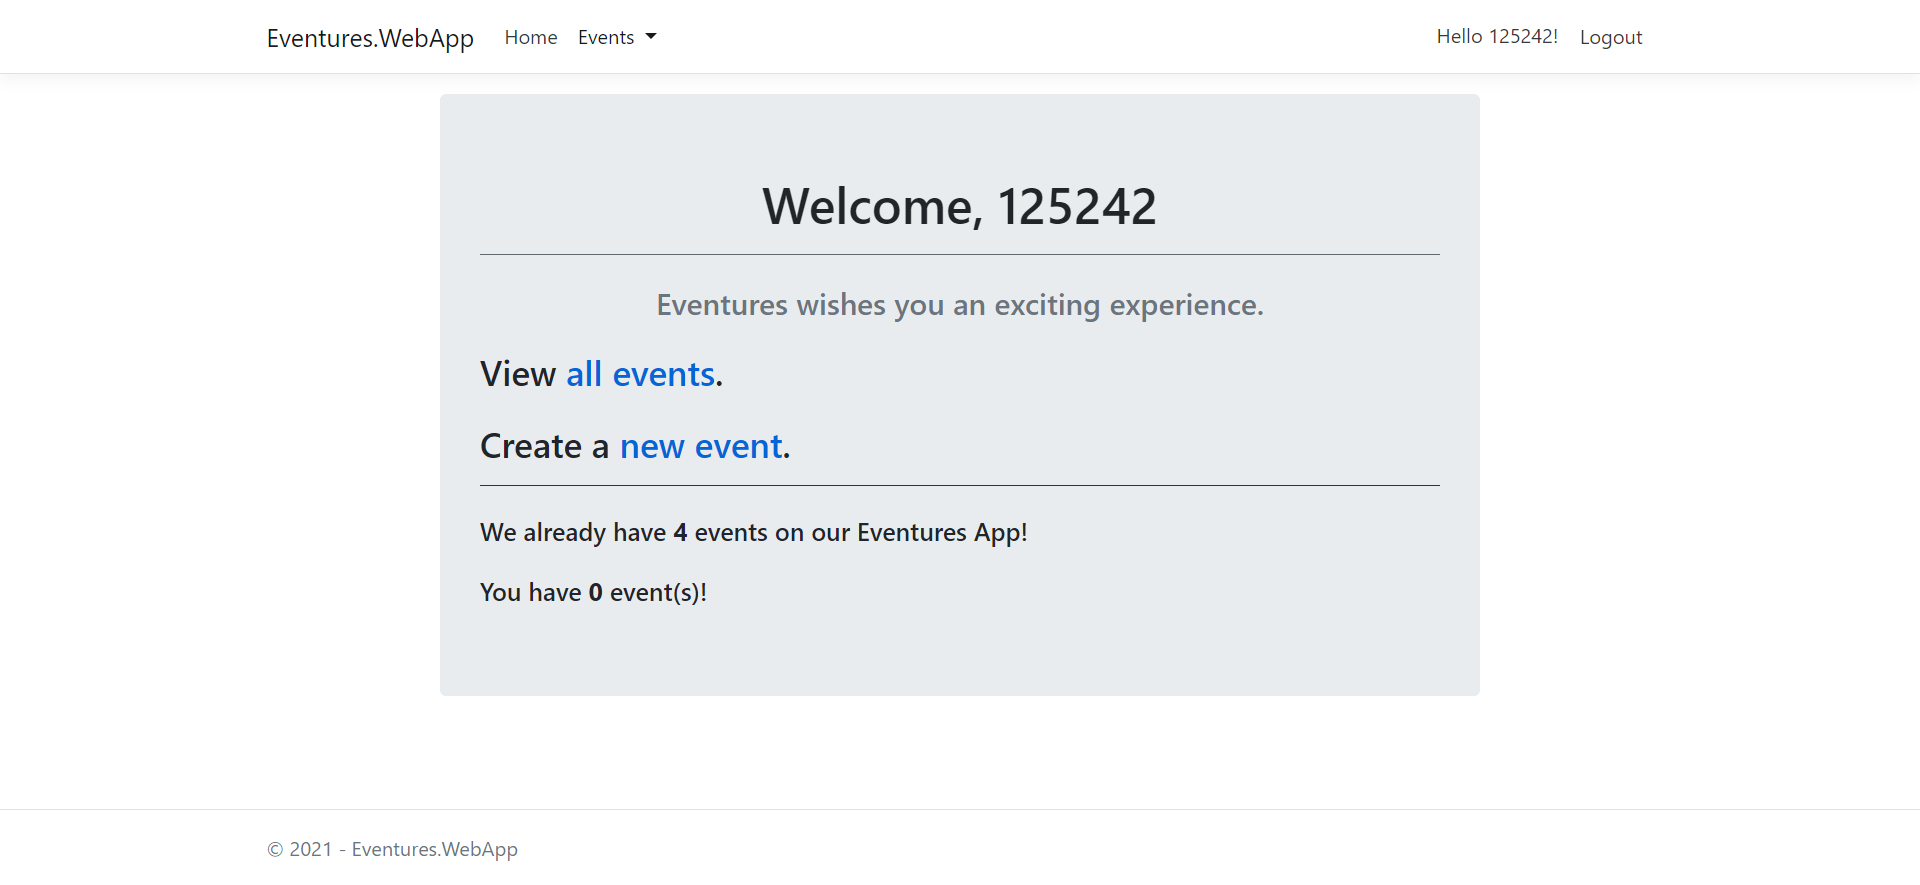 Eventures.WebApp Home Events Hello 125242! Logout
Welcome, 125242
Eventures wishes you an exciting experience.
View all events.
Create a new event.
We already have 4 events on our Eventures App!
You have 0 event(s)!
© 2021 - Eventures.WebApp